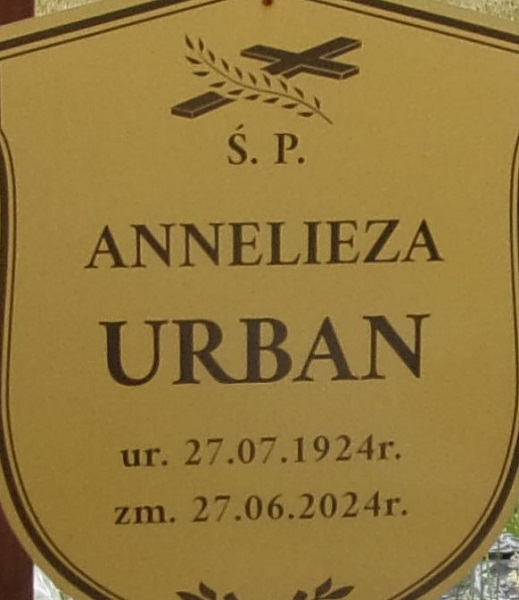 Ś. P.
ANNELIEZA
URBAN
ur. 27.07.1924r.
zm. 27.06.2024r.